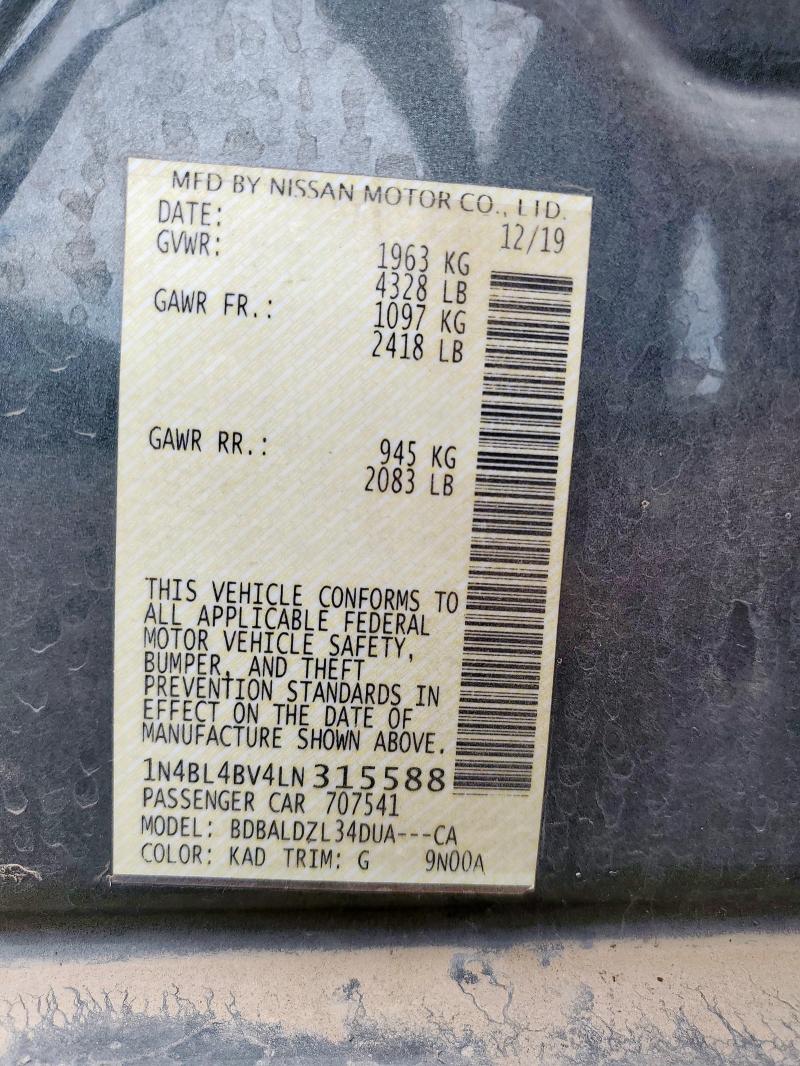 MFD BY NISSAN MOTOR CO., LTD.
DATE: 12/19
GVWR: 1963 KG
4328 LB
GAWR FR.: 1097 KG
2418 LB
GAWR RR.: 945 KG
2083 LB
THIS VEHICLE CONFORMS TO
ALL APPLICABLE FEDERAL
MOTOR VEHICLE SAFETY,
BUMPER, AND THEFT
PREVENTION STANDARDS IN
EFFECT ON THE DATE OF
MANUFACTURE SHOWN ABOVE.
1N4BL4BV4LN315588
PASSENGER CAR 707541
MODEL: BDBALDZL34DUA---CA
COLOR: KAD TRIM: G 9N00A